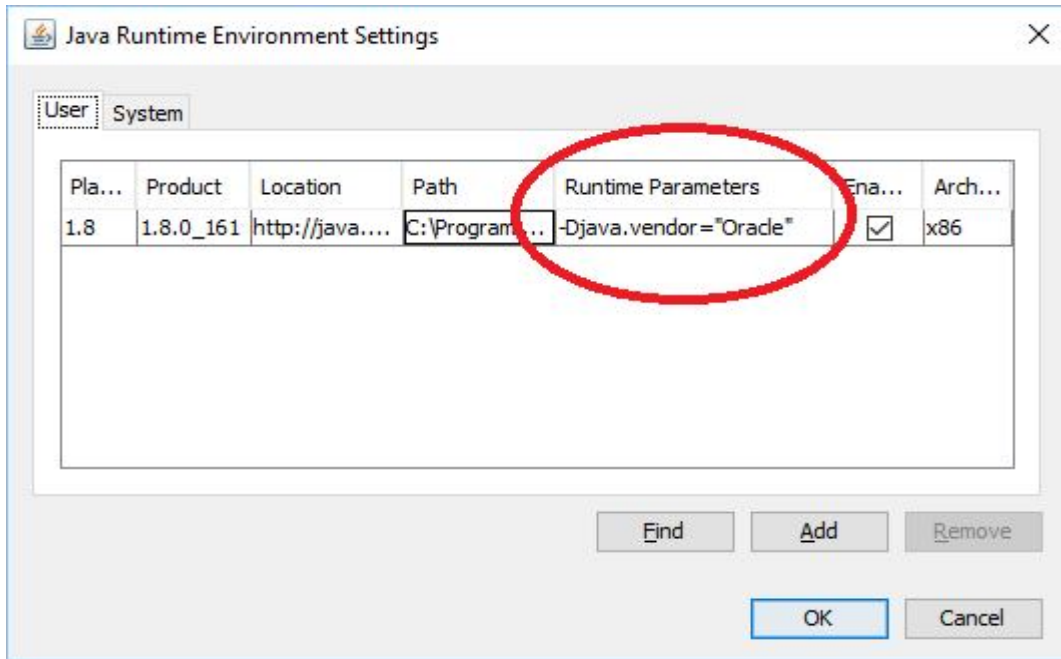 Java Runtime Environment Settings
User System
Pla... Product Location Path Runtime Parameters Ena... Arch...
1.8 1.8.0_161 http://java.... C:\Program... -Djava.vendor="Oracle" x86
Find Add Remove
OK Cancel